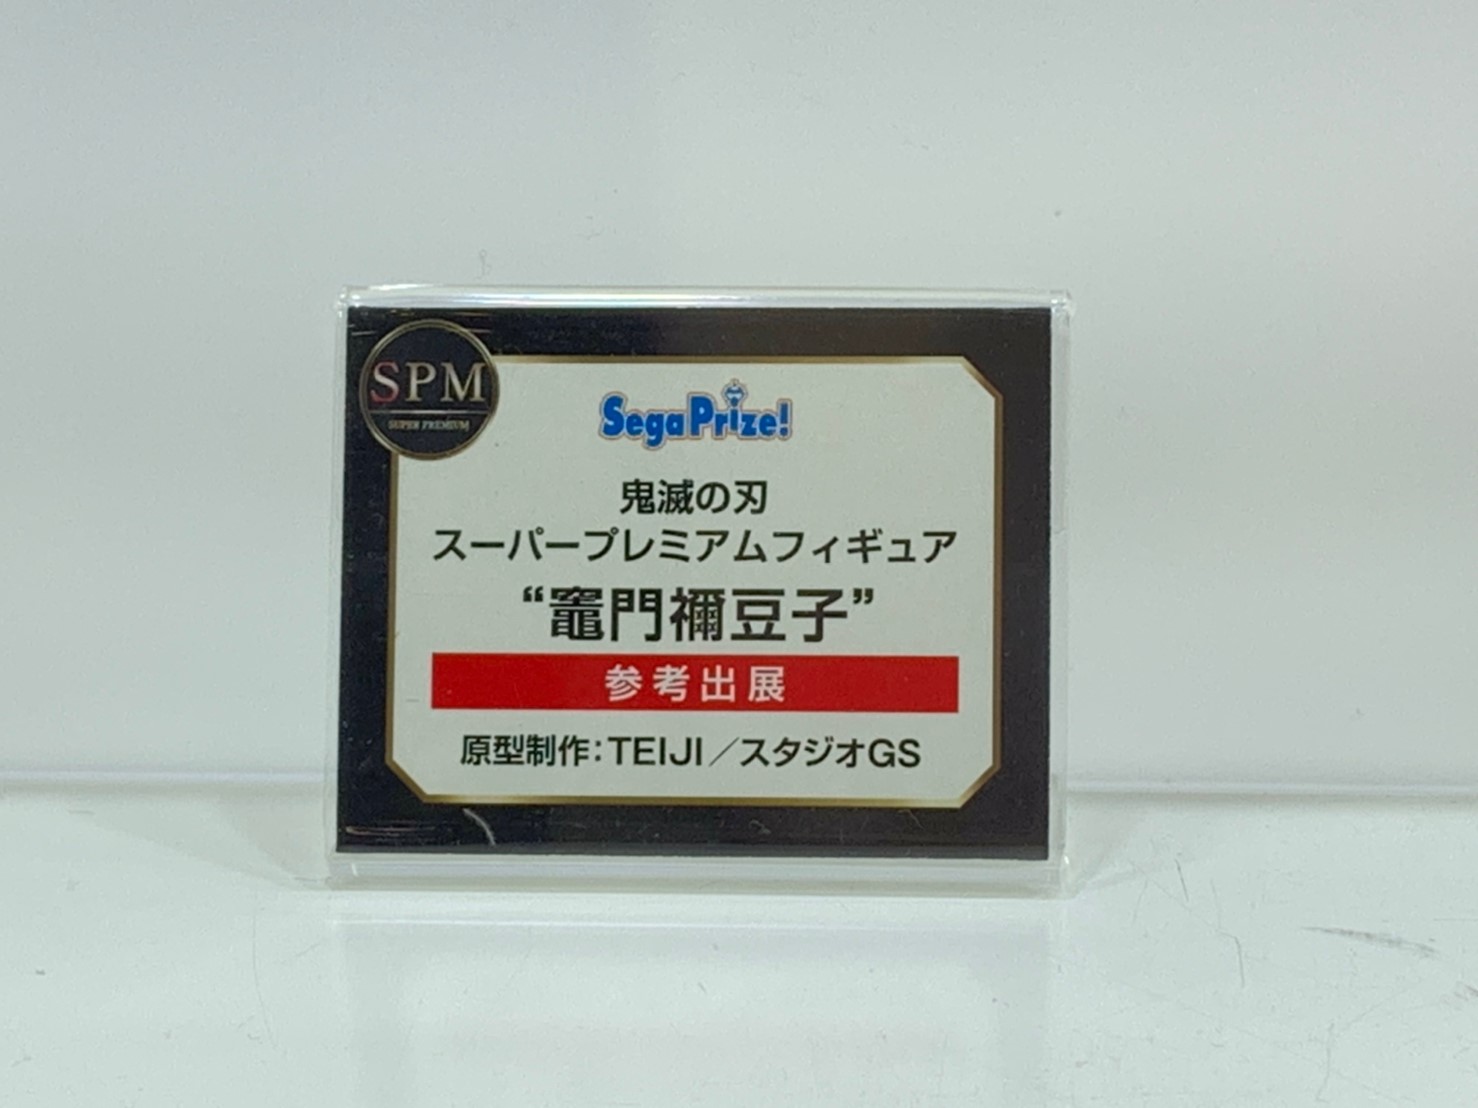 SPM
SUPER PREMIUM
SegaPrize!
鬼滅の刃
スーパープレミアムフィギュア
“竈門禰豆子”
参考出展
原型制作：TEIJI／スタジオGS